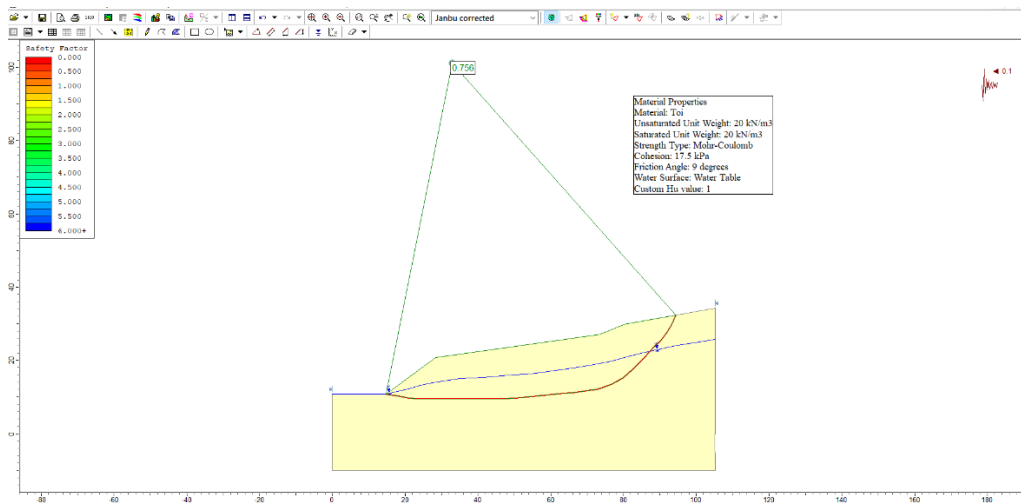 Janbu corrected
Safety Factor
0.000
0.500
1.000
1.500
2.000
2.500
3.000
3.500
4.000
4.500
5.000
5.500
6.000+
0.756
0.1
Material Properties
Material: Toi
Unsaturated Unit Weight: 20 kN/m3
Saturated Unit Weight: 20 kN/m3
Strength Type: Mohr-Coulomb
Cohesion: 17.5 kPa
Friction Angle: 9 degrees
Water Surface: Water Table
Custom Hu value: 1
100
80
60
40
20
0
-80 -60 -40 -20 0 20 40 60 80 100 120 140 160 180